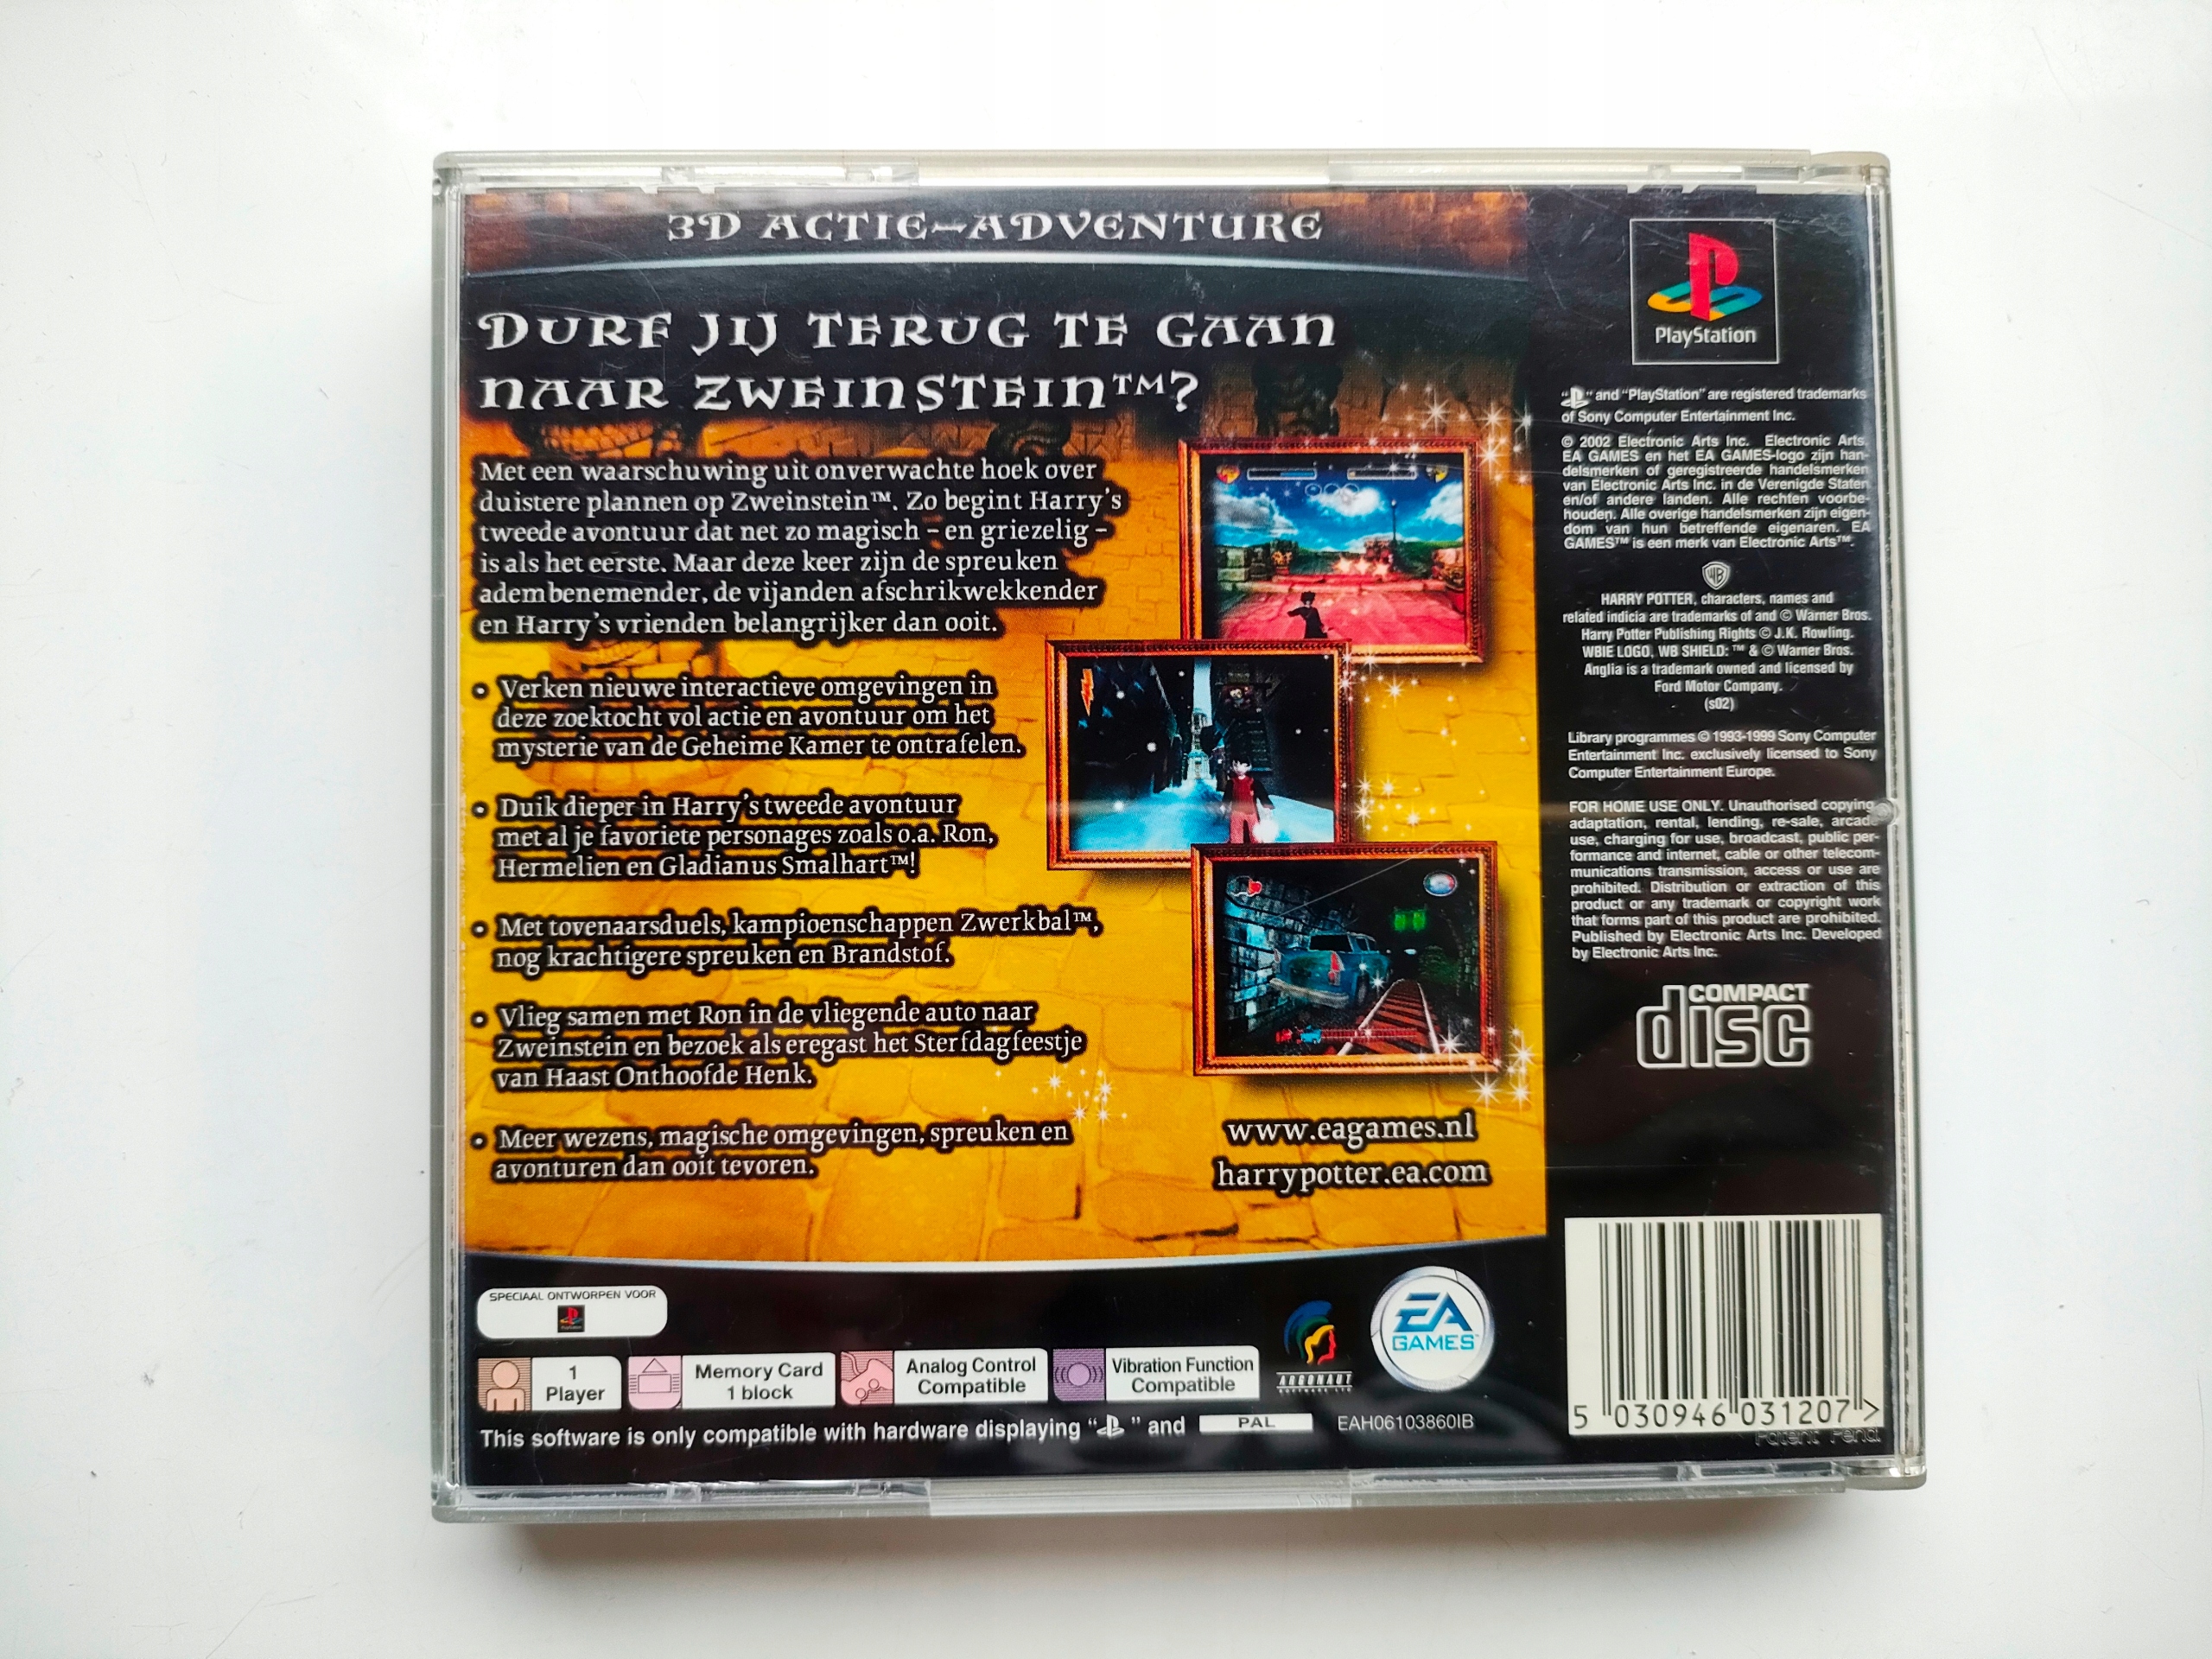 3D ACTIE-ADVENTURE
DURF JIJ TERUG TE GAAN
NAAR ZWEINSTEIN™?
Met een waarschuwing uit onverwachte hoek over
duistere plannen op Zweinstein™. Zo begint Harry's
tweede avontuur dat net zo magisch – en griezelig –
is als het eerste. Maar deze keer zijn de spreuken
adembenemender, de vijanden afschrikwekkender
en Harry's vrienden belangrijker dan ooit.
• Verken nieuwe interactieve omgevingen in
deze zoektocht vol actie en avontuur om het
mysterie van de Geheime Kamer te ontrafelen.
• Duik dieper in Harry's tweede avontuur
met al je favoriete personages zoals o.a. Ron,
Hermelien en Gladianus Smalhart™!
• Met tovenaarsduels, kampioenschappen Zwerkbal™,
nog krachtigere spreuken en Brandstof.
• Vlieg samen met Ron in de vliegende auto naar
Zweinstein en bezoek als eregast het Sterfdagfeestje
van Haast Onthoofde Henk.
• Meer wezens, magische omgevingen, spreuken en
avonturen dan ooit tevoren.
www.eagames.nl
harrypotter.ea.com
SPECIAAL ONTWORPEN VOOR
1
Player
Memory Card
1 block
Analog Control
Compatible
Vibration Function
Compatible
ARGONAUT
SOFTWARE LTD
EA
GAMES™
This software is only compatible with hardware displaying " " and PAL
EAH06103860IB
PlayStation
" " and "PlayStation" are registered trademarks
of Sony Computer Entertainment Inc.
© 2002 Electronic Arts Inc. Electronic Arts,
EA GAMES en het EA GAMES-logo zijn han-
delsmerken of geregistreerde handelsmerken
van Electronic Arts Inc. in de Verenigde Staten
en/of andere landen. Alle rechten voorbe-
houden. Alle overige handelsmerken zijn eigen-
dom van hun betreffende eigenaren. EA
GAMES™ is een merk van Electronic Arts™.
WB
HARRY POTTER, characters, names and
related indicia are trademarks of and © Warner Bros.
Harry Potter Publishing Rights © J.K. Rowling.
WBIE LOGO, WB SHIELD: ™ & © Warner Bros.
Anglia is a trademark owned and licensed by
Ford Motor Company.
(s02)
Library programmes © 1993-1999 Sony Computer
Entertainment Inc. exclusively licensed to Sony
Computer Entertainment Europe.
FOR HOME USE ONLY. Unauthorised copying,
adaptation, rental, lending, re-sale, arcade
use, charging for use, broadcast, public per-
formance and internet, cable or other telecom-
munications transmission, access or use are
prohibited. Distribution or extraction of this
product or any trademark or copyright work
that forms part of this product are prohibited.
Published by Electronic Arts Inc. Developed
by Electronic Arts Inc.
COMPACT
disc
5 030946 031207 >
Patent Pend